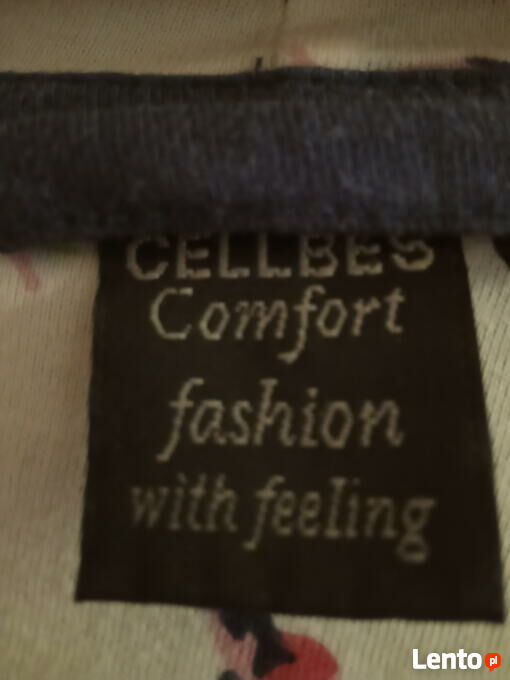 CELLBES
Comfort
fashion
with feeling
Lento pl